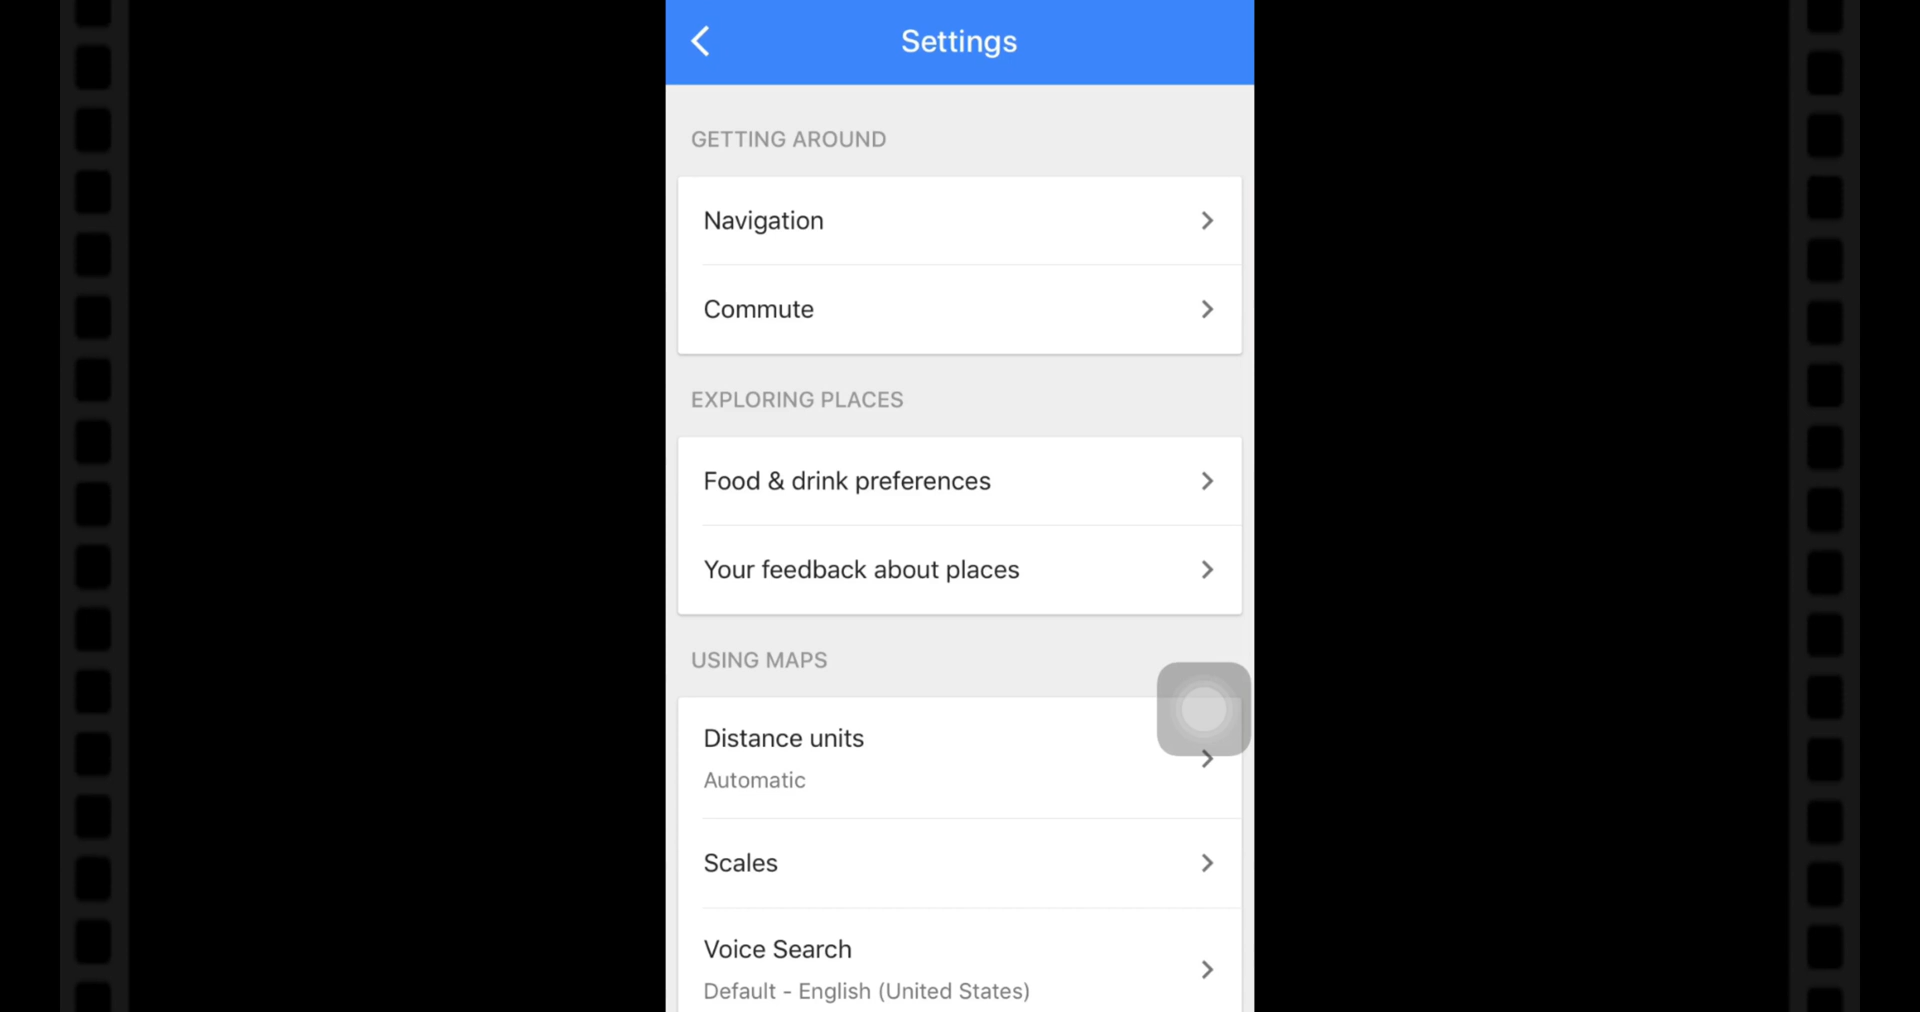 Settings
GETTING AROUND
Navigation
Commute
EXPLORING PLACES
Food & drink preferences
Your feedback about places
USING MAPS
Distance units
Automatic
Scales
Voice Search
Default - English (United States)